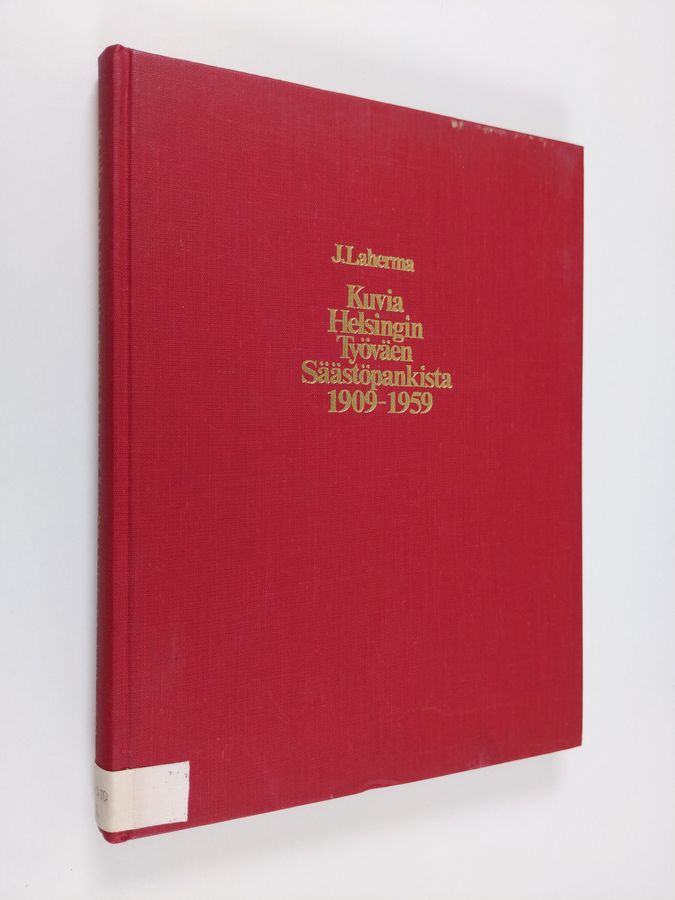 J. Laherma
Kuvia
Helsingin
Työväen
Säästöpankista
1909-1959